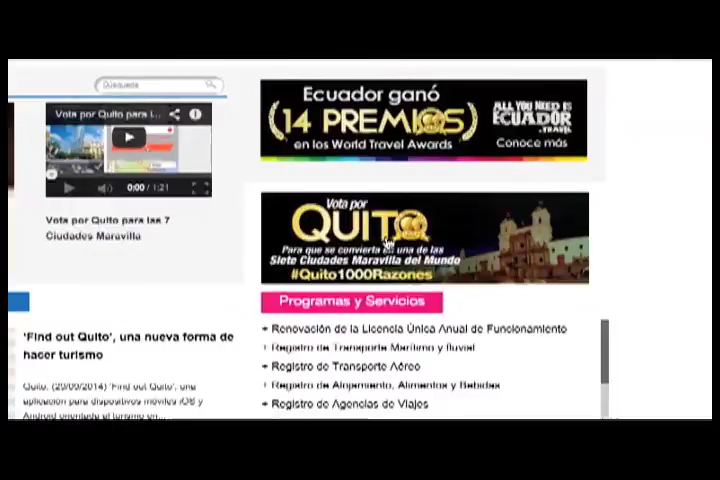 Búsqueda
Vota por Quito para l...
0:00 / 1:21
Vota por Quito para las 7
Ciudades Maravilla
'Find out Quito', una nueva forma de
hacer turismo
Quito, (20/09/2014) 'Find out Quito', una
aplicación para dispositivos móviles iOS y
Android orientada al turismo en...
Ecuador ganó
14 PREMIOS
en los World Travel Awards
ALL YOU NEED IS
ECUADOR
.TRAVEL
Conoce más
Vota por
QUITO
Para que se convierta en una de las
Siete Ciudades Maravilla del Mundo
#Quito1000Razones
Programas y Servicios
+ Renovación de la Licencia Única Anual de Funcionamiento
+ Registro de Transporte Marítimo y fluvial
+ Registro de Transporte Aéreo
+ Registro de Alojamiento, Alimentos y Bebidas
+ Registro de Agencias de Viajes